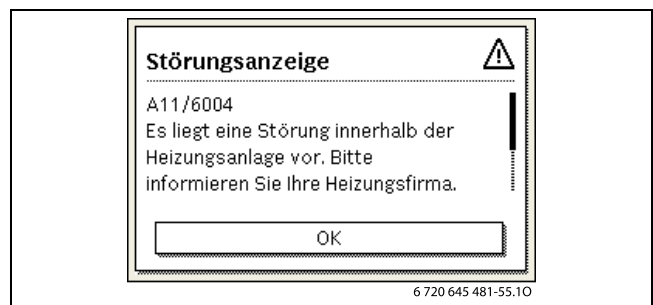 Störungsanzeige
A11/6004
Es liegt eine Störung innerhalb der
Heizungsanlage vor. Bitte
informieren Sie Ihre Heizungsfirma.
OK
6 720 645 481-55.1O